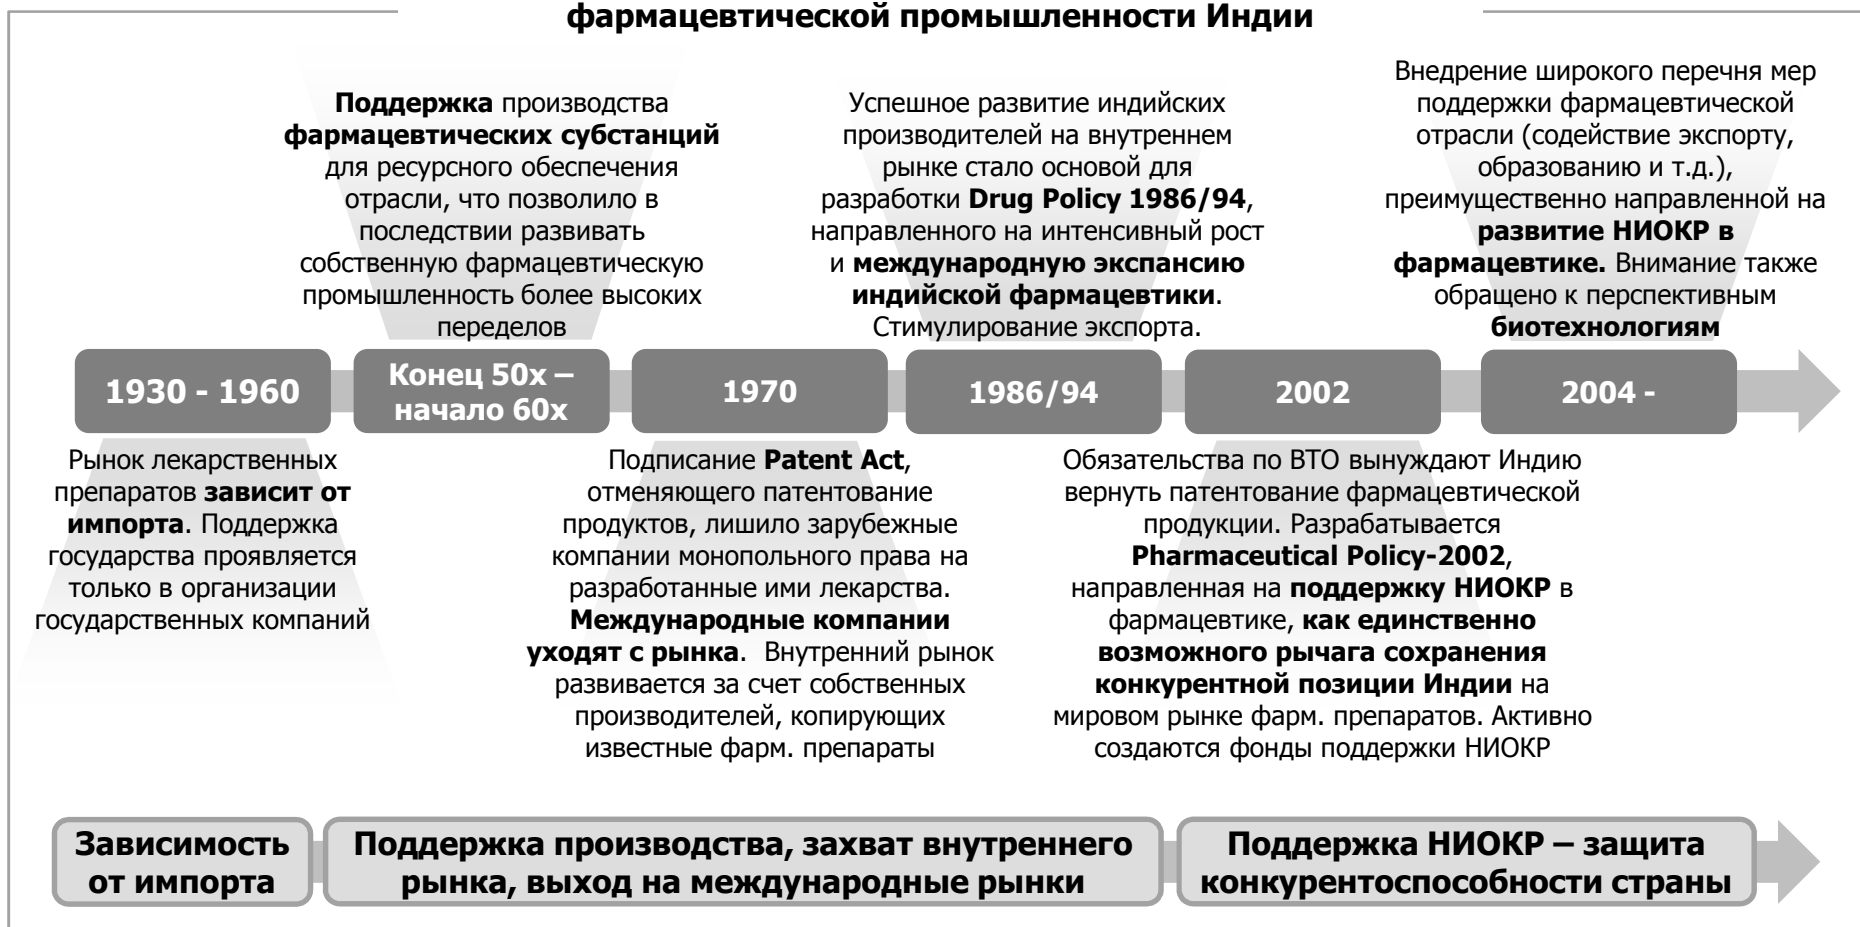 фармацевтической промышленности Индии
Поддержка производства
фармацевтических субстанций
для ресурсного обеспечения
отрасли, что позволило в
последствии развивать
собственную фармацевтическую
промышленность более высоких
переделов
Успешное развитие индийских
производителей на внутреннем
рынке стало основой для
разработки Drug Policy 1986/94,
направленного на интенсивный рост
и международную экспансию
индийской фармацевтики.
Стимулирование экспорта.
Внедрение широкого перечня мер
поддержки фармацевтической
отрасли (содействие экспорту,
образованию и т.д.),
преимущественно направленной на
развитие НИОКР в
фармацевтике. Внимание также
обращено к перспективным
биотехнологиям
1930 - 1960
Конец 50х –
начало 60х
1970
1986/94
2002
2004 -
Рынок лекарственных
препаратов зависит от
импорта. Поддержка
государства проявляется
только в организации
государственных компаний
Подписание Patent Act,
отменяющего патентование
продуктов, лишило зарубежные
компании монопольного права на
разработанные ими лекарства.
Международные компании
уходят с рынка. Внутренний рынок
развивается за счет собственных
производителей, копирующих
известные фарм. препараты
Обязательства по ВТО вынуждают Индию
вернуть патентование фармацевтической
продукции. Разрабатывается
Pharmaceutical Policy-2002,
направленная на поддержку НИОКР в
фармацевтике, как единственно
возможного рычага сохранения
конкурентной позиции Индии на
мировом рынке фарм. препаратов. Активно
создаются фонды поддержки НИОКР
Зависимость
от импорта
Поддержка производства, захват внутреннего
рынка, выход на международные рынки
Поддержка НИОКР – защита
конкурентоспособности страны